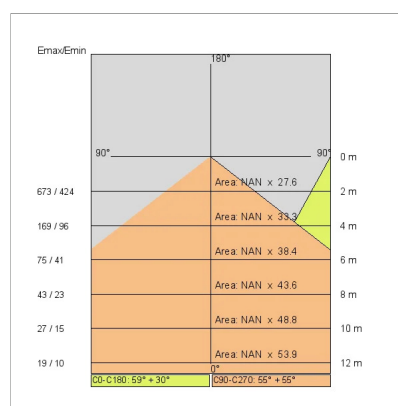 Emax/Emin
180°
90° 90° 0 m
673 / 424 Area: NAN x 27.6 2 m
169 / 96 Area: NAN x 33.3 4 m
75 / 41 Area: NAN x 38.4 6 m
43 / 23 Area: NAN x 43.6 8 m
27 / 15 Area: NAN x 48.8 10 m
19 / 10 Area: NAN x 53.9 12 m
0°
C0-C180: 59° + 30° C90-C270: 55° + 55°